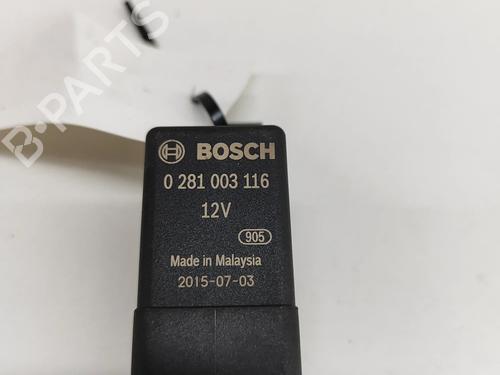 B-PARTS
BOSCH
0 281 003 116
12V
905
Made in Malaysia
2015-07-03